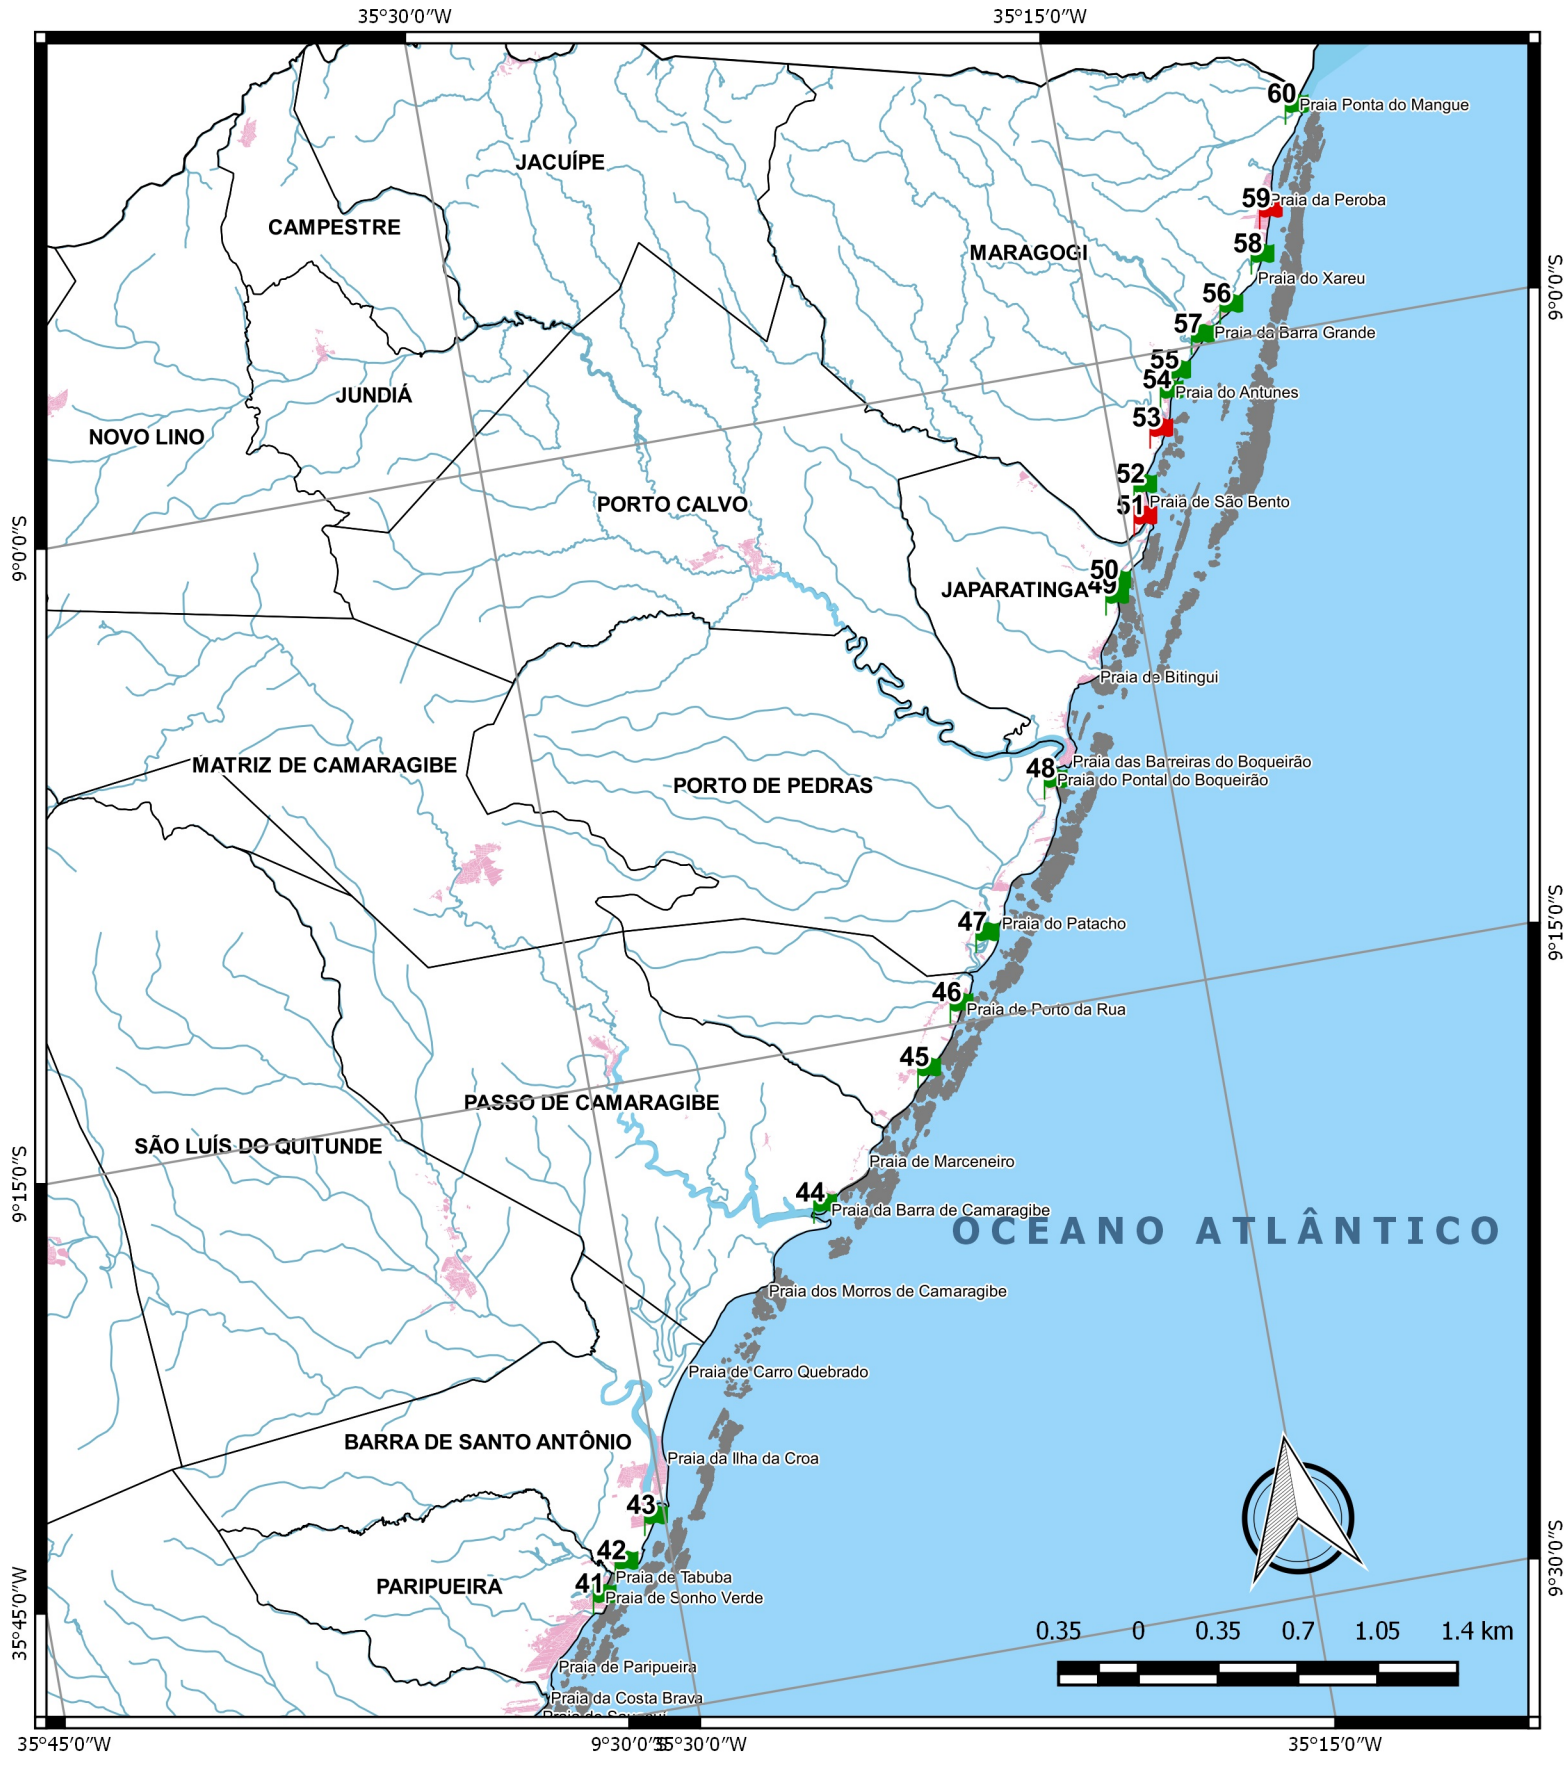 35°30'0''W
35°15'0''W
60
Praia Ponta do Mangue
JACUÍPE
59
Praia da Peroba
CAMPESTRE
58
MARAGOGI
Praia do Xareu
9°0'0''S
56
57
Praia da Barra Grande
55
54
Praia do Antunes
JUNDIÁ
53
NOVO LINO
52
Praia de São Bento
51
PORTO CALVO
9°0'0''S
50
JAPARATINGA
49
Praia de Bitingui
MATRIZ DE CAMARAGIBE
Praia das Barreiras do Boqueirão
48
Praia do Pontal do Boqueirão
PORTO DE PEDRAS
47
Praia do Patacho
9°15'0''S
46
Praia de Porto da Rua
45
PASSO DE CAMARAGIBE
SÃO LUÍS DO QUITUNDE
Praia de Marceneiro
9°15'0''S
44
Praia da Barra de Camaragibe
OCEANO ATLÂNTICO
Praia dos Morros de Camaragibe
Praia de Carro Quebrado
BARRA DE SANTO ANTÔNIO
Praia da Ilha da Croa
43
42
9°30'0''S
Praia de Tabuba
41
PARIPUEIRA
Praia de Sonho Verde
35°45'0''W
0.35 0 0.35 0.7 1.05 1.4 km
Praia de Paripueira
Praia da Costa Brava
35°45'0''W
9°30'0''S
35°30'0''W
35°15'0''W